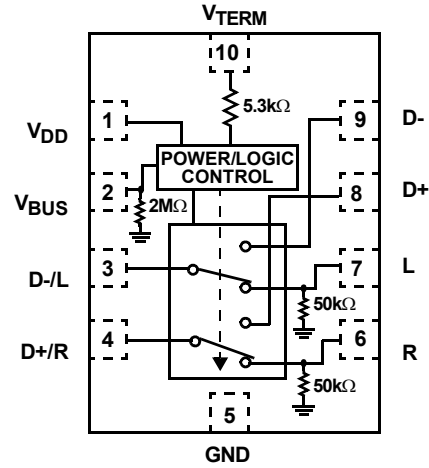 VTERM
10
5.3kΩ
1
VDD
9
D-
POWER/LOGIC
CONTROL
2
VBUS
2MΩ
8
D+
3
D-/L
7
L
50kΩ
4
D+/R
6
R
50kΩ
5
GND